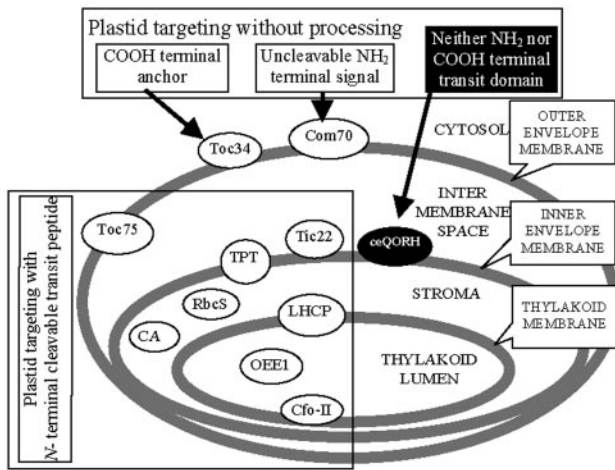 Plastid targeting without processing
COOH terminal
anchor
Uncleavable NH2
terminal signal
Neither NH2 nor
COOH terminal
transit domain
Toc34
Com70
CYTOSOL
OUTER
ENVELOPE
MEMBRANE
Plastid targeting with
N- terminal cleavable transit peptide
Toc75
Tic22
TPT
ceQORH
INTER
MEMBRANE
SPACE
INNER
ENVELOPE
MEMBRANE
RbcS
CA
LHCP
STROMA
THYLAKOID
MEMBRANE
OEE1
THYLAKOID
LUMEN
Cfo-II